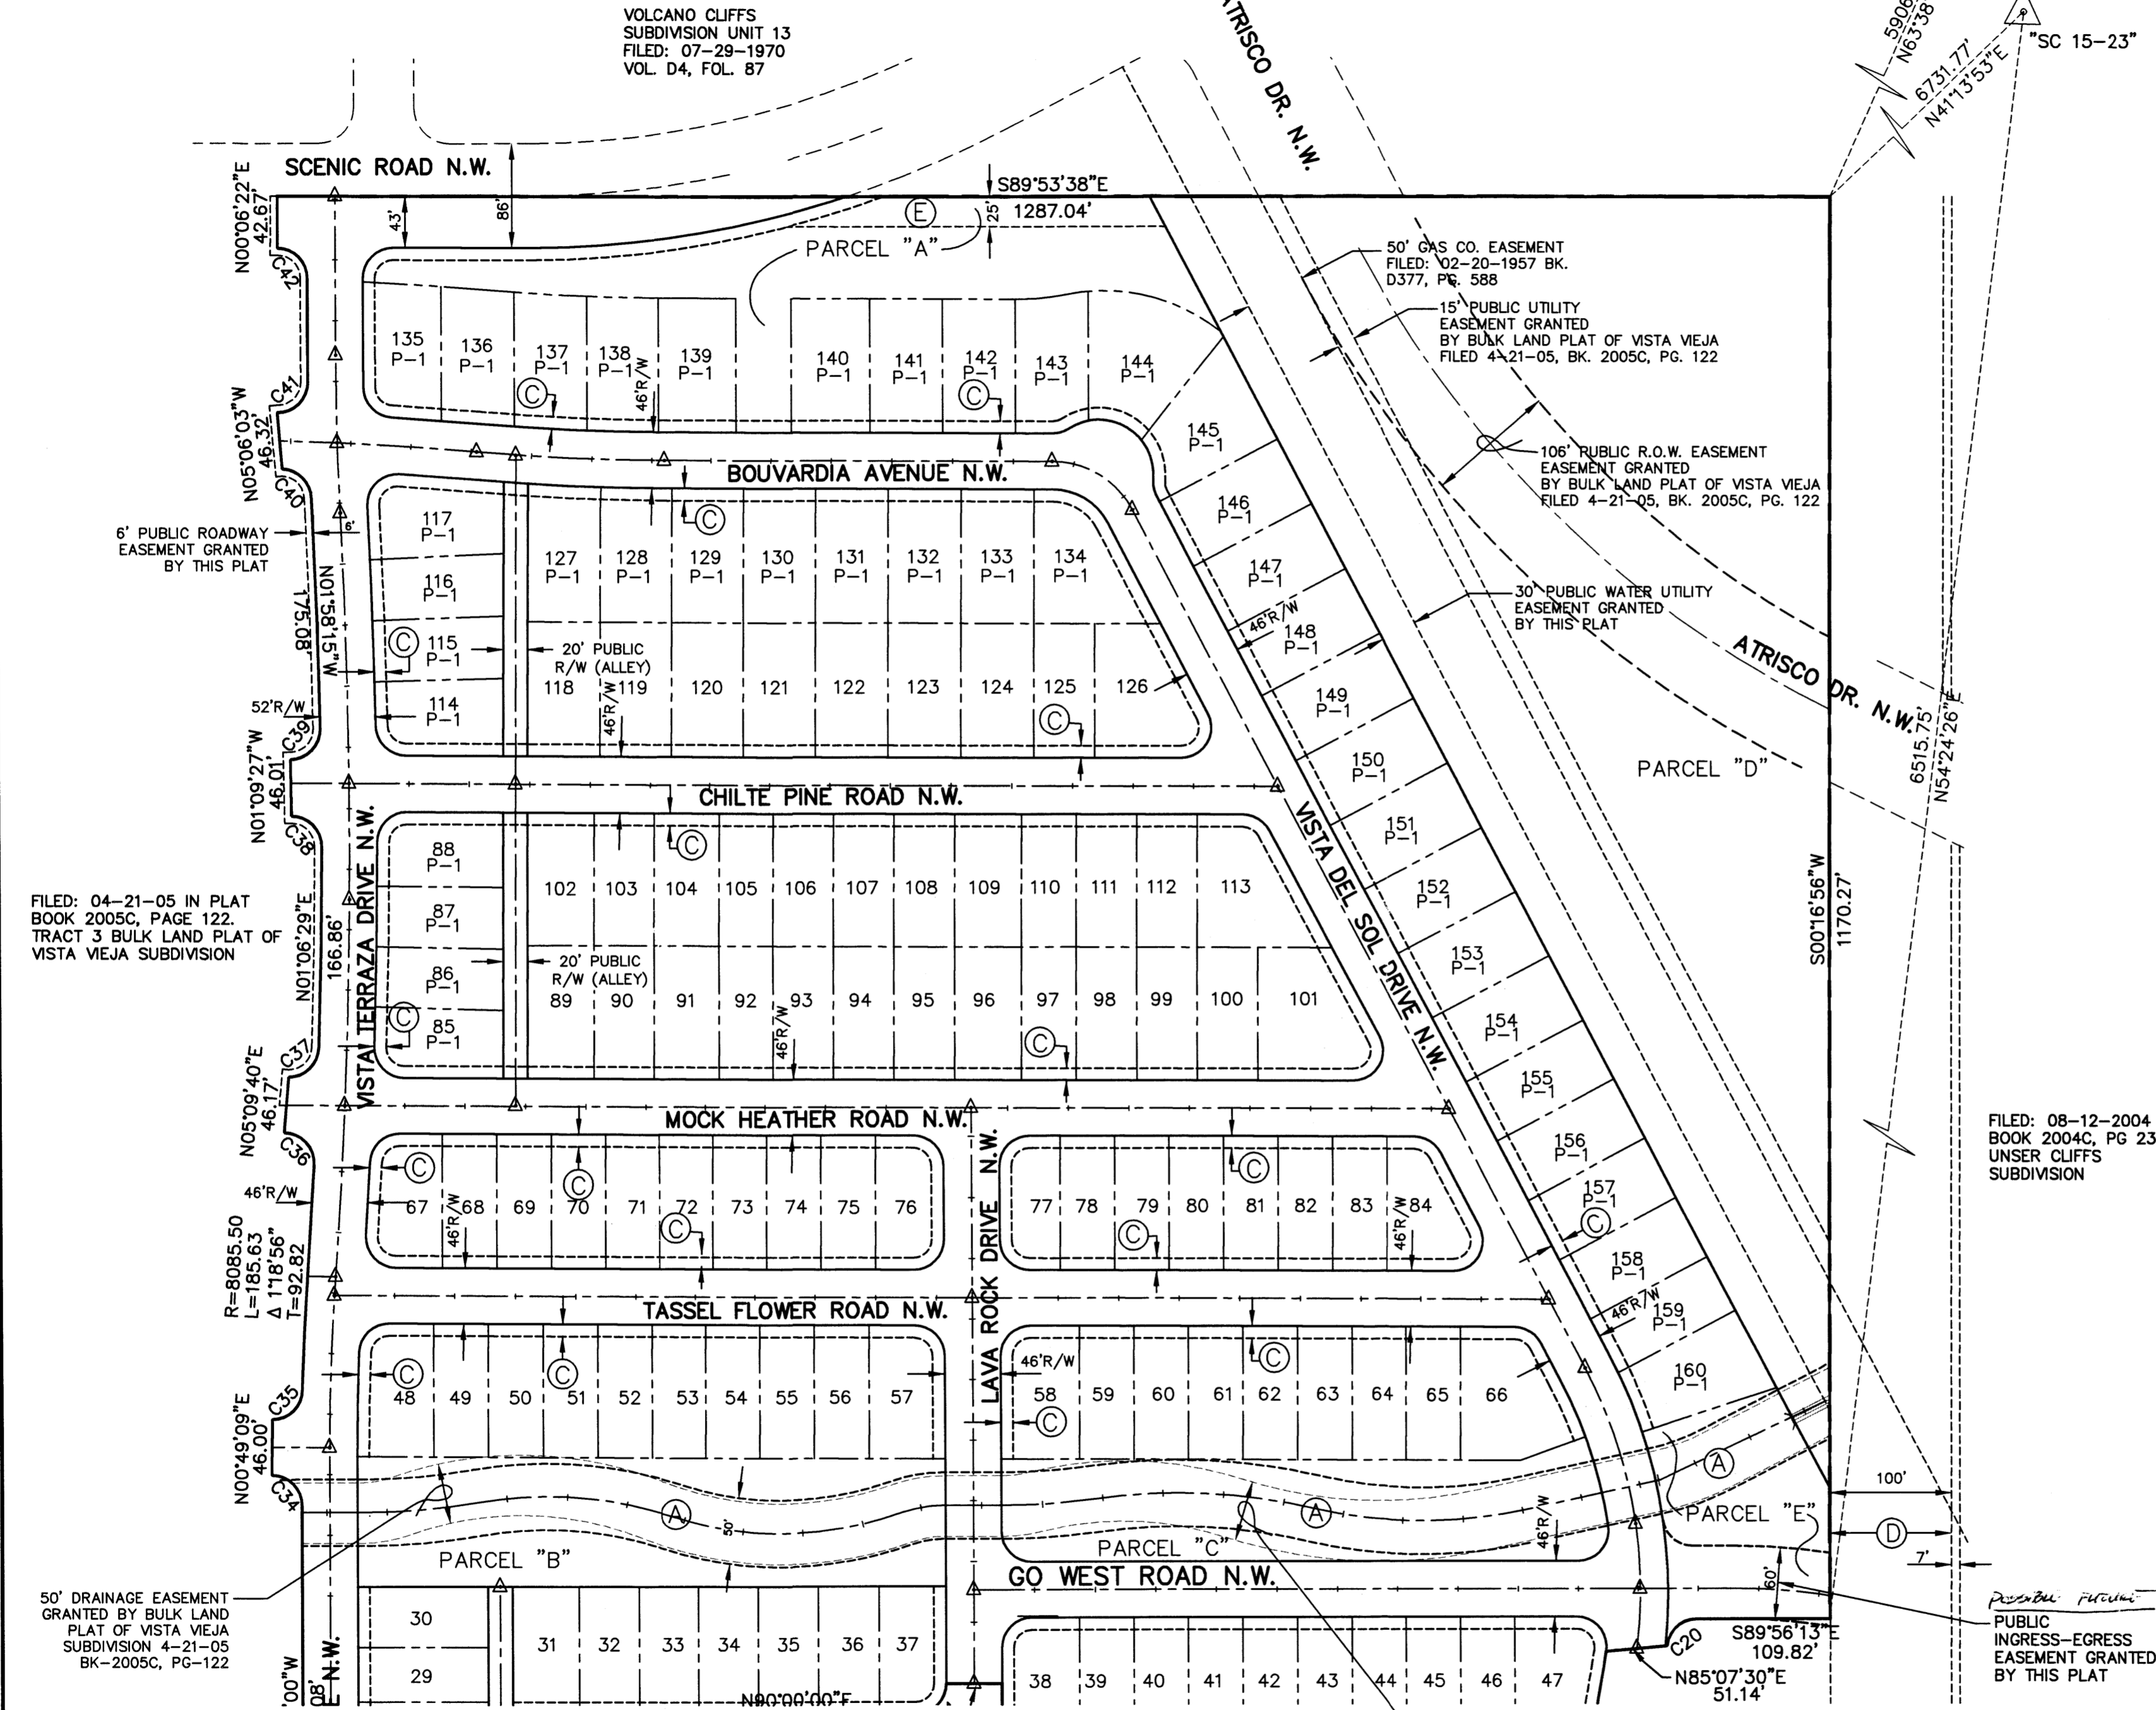 VOLCANO CLIFFS
SUBDIVISION UNIT 13
FILED: 07-29-1970
VOL. D4, FOL. 87
ATRISCO DR. N.W.
5906
N63°38
6731.77'
N41°13'53"E
"SC 15-23"
SCENIC ROAD N.W.
N00°06'22"E
42.67'
43'
86'
S89°53'38"E
1287.04'
25'
E
PARCEL "A"
C42
50' GAS CO. EASEMENT
FILED: 02-20-1957 BK.
D377, PG. 588
15' PUBLIC UTILITY
EASEMENT GRANTED
BY BULK LAND PLAT OF VISTA VIEJA
FILED 4-21-05, BK. 2005C, PG. 122
135
P-1
136
P-1
137
P-1
138
P-1
139
P-1
140
P-1
141
P-1
142
P-1
143
P-1
144
P-1
C
C
46'R/W
C41
N05°06'03"W
46.32'
C40
145
P-1
106' PUBLIC R.O.W. EASEMENT
EASEMENT GRANTED
BY BULK LAND PLAT OF VISTA VIEJA
FILED 4-21-05, BK. 2005C, PG. 122
BOUVARDIA AVENUE N.W.
6' PUBLIC ROADWAY
EASEMENT GRANTED
BY THIS PLAT
6'
C
117
P-1
116
P-1
115
P-1
114
P-1
127
P-1
128
P-1
129
P-1
130
P-1
131
P-1
132
P-1
133
P-1
134
P-1
146
P-1
147
P-1
148
P-1
46'R/W
30' PUBLIC WATER UTILITY
EASEMENT GRANTED
BY THIS PLAT
N01°58'15"W
175.08'
C
20' PUBLIC
R/W (ALLEY)
118
119
120
121
122
123
124
125
126
46'R/W
C
149
P-1
150
P-1
ATRISCO DR. N.W.
PARCEL "D"
6515.75'
N54°24'26"E
52'R/W
C39
N01°09'27"W
46.01'
C38
CHILTE PINE ROAD N.W.
VISTA TERRAZA DRIVE N.W.
VISTA DEL SOL DRIVE N.W.
C
88
P-1
87
P-1
86
P-1
85
P-1
102
103
104
105
106
107
108
109
110
111
112
113
151
P-1
152
P-1
153
P-1
154
P-1
S00°16'56"W
1170.27'
FILED: 04-21-05 IN PLAT
BOOK 2005C, PAGE 122.
TRACT 3 BULK LAND PLAT OF
VISTA VIEJA SUBDIVISION
N01°06'29"E
166.86'
20' PUBLIC
R/W (ALLEY)
89
90
91
92
93
94
95
96
97
98
99
100
101
46'R/W
C
C
C37
N05°09'40"E
46.17'
C36
155
P-1
MOCK HEATHER ROAD N.W.
LAVA ROCK DRIVE N.W.
FILED: 08-12-2004
BOOK 2004C, PG 23
UNSER CLIFFS
SUBDIVISION
156
P-1
157
P-1
C
C
C
C
46'R/W
67
68
69
70
71
72
73
74
75
76
77
78
79
80
81
82
83
84
46'R/W
46'R/W
C
C
C
R=8085.50
L=185.63
Δ 1°18'56"
T=92.82
158
P-1
159
P-1
46'R/W
TASSEL FLOWER ROAD N.W.
160
P-1
C
C
46'R/W
C
C
48
49
50
51
52
53
54
55
56
57
58
59
60
61
62
63
64
65
66
C35
N00°49'09"E
46.00'
C34
A
A
A
50'
46'R/W
PARCEL "B"
PARCEL "C"
PARCEL "E"
100'
D
7'
GO WEST ROAD N.W.
60'
50' DRAINAGE EASEMENT
GRANTED BY BULK LAND
PLAT OF VISTA VIEJA
SUBDIVISION 4-21-05
BK-2005C, PG-122
Possible Future
PUBLIC
INGRESS-EGRESS
EASEMENT GRANTED
BY THIS PLAT
30
29
31
32
33
34
35
36
37
38
39
40
41
42
43
44
45
46
47
C20
S89°56'13"E
109.82'
N85°07'30"E
51.14'
'00"W
08'
E N.W.
N90°00'00"E